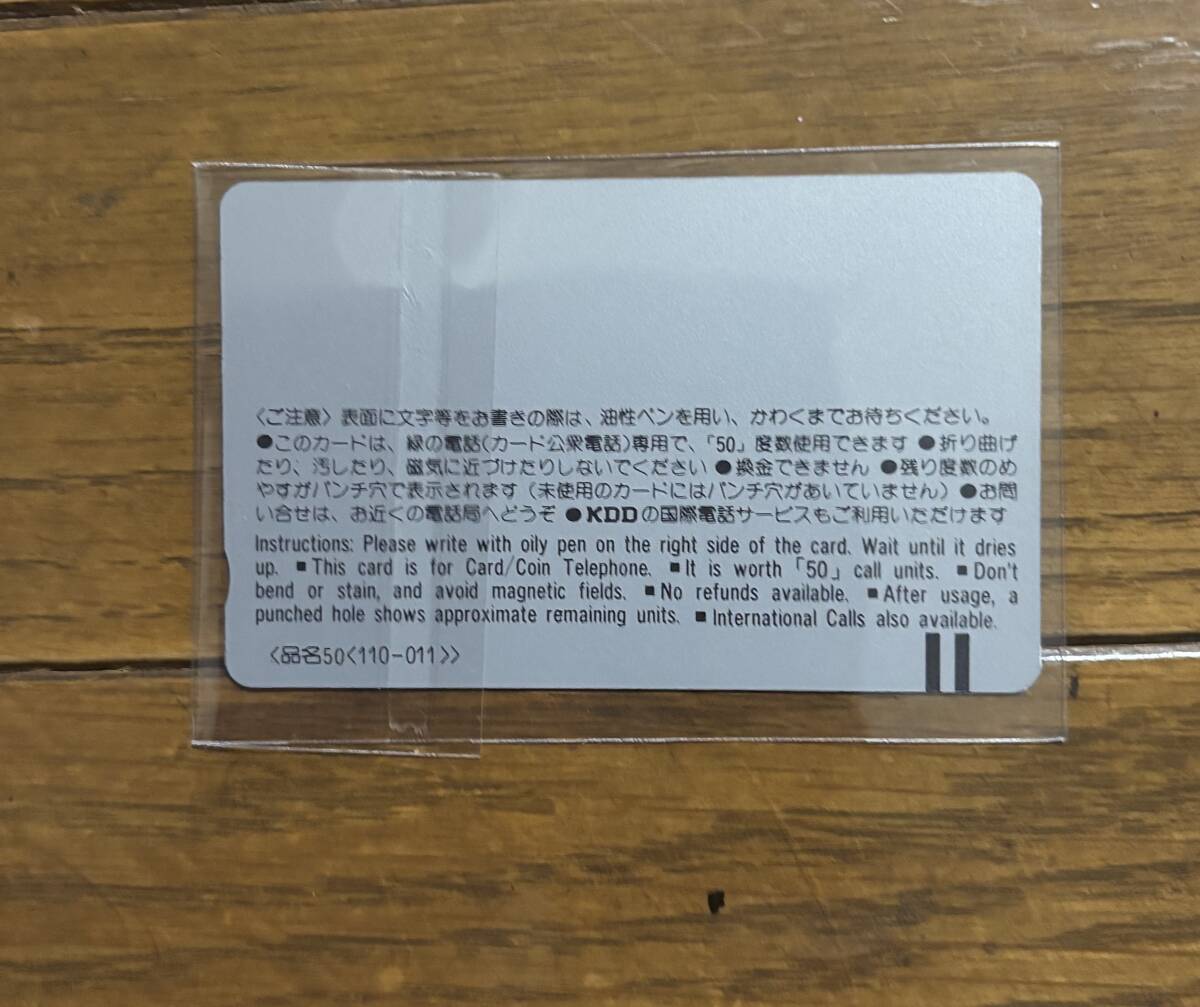 〈ご注意〉表面に文字等をお書きの際は、油性ペンを用い、かわくまでお待ちください。
●このカードは、緑の電話(カード公衆電話)専用で、「50」度数使用できます ●折り曲げ
たり、汚したり、磁気に近づけたりしないでください ●換金できません ●残り度数のめ
やすがパンチ穴で表示されます(未使用のカードにはパンチ穴があいていません) ●お問
い合せは、お近くの電話局へどうぞ ●KDDの国際電話サービスもご利用いただけます
Instructions: Please write with oily pen on the right side of the card. Wait until it dries
up. ■This card is for Card/Coin Telephone. ■It is worth「50」call units. ■Don't
bend or stain, and avoid magnetic fields. ■No refunds available. ■After usage, a
punched hole shows approximate remaining units. ■International Calls also available.
〈品名50〈110-011〉〉